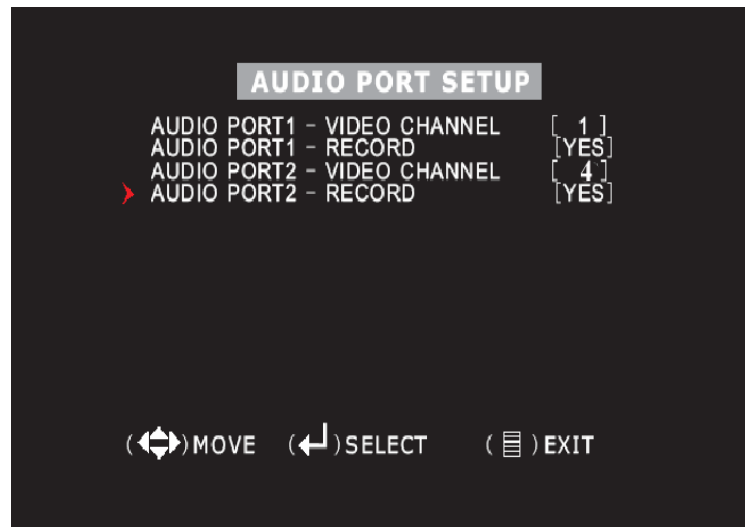 AUDIO PORT SETUP
AUDIO PORT1 - VIDEO CHANNEL [ 1 ]
AUDIO PORT1 - RECORD [YES]
AUDIO PORT2 - VIDEO CHANNEL [ 4 ]
AUDIO PORT2 - RECORD [YES]
( )MOVE ( )SELECT ( )EXIT